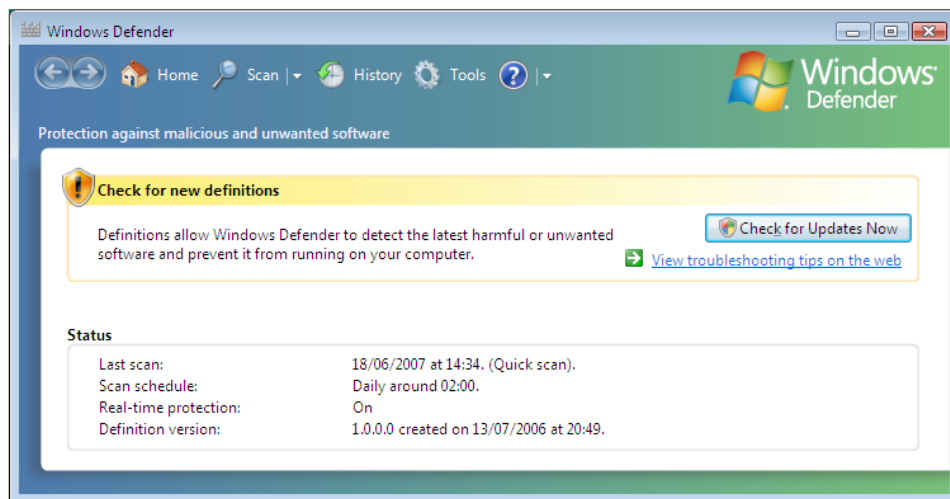 Windows Defender
Home Scan History Tools
Windows
Defender
Protection against malicious and unwanted software
Check for new definitions
Definitions allow Windows Defender to detect the latest harmful or unwanted
software and prevent it from running on your computer.
Check for Updates Now
View troubleshooting tips on the web
Status
Last scan: 18/06/2007 at 14:34. (Quick scan).
Scan schedule: Daily around 02:00.
Real-time protection: On
Definition version: 1.0.0.0 created on 13/07/2006 at 20:49.